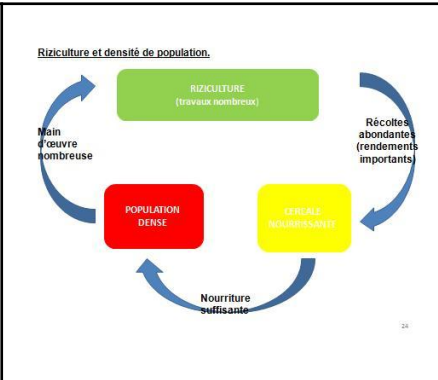 Riziculture et densité de population.
RIZICULTURE
(travaux nombreux)
Récoltes
abondantes
(rendements
importants)
Main
d'œuvre
nombreuse
POPULATION
DENSE
CEREALE
NOURRISSANTE
Nourriture
suffisante
24